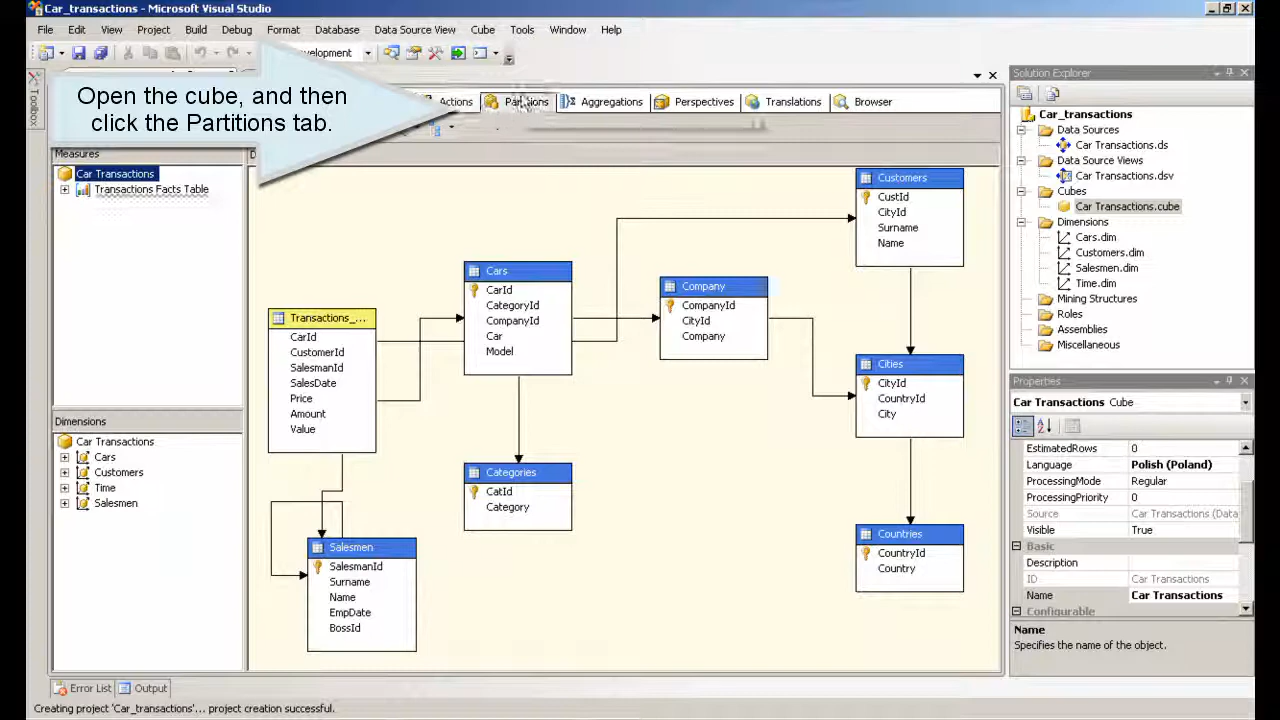 Car_transactions - Microsoft Visual Studio
File Edit View Project Build Debug Format Database Data Source View Cube Tools Window Help
Open the cube, and then
click the Partitions tab.
Actions Partitions Aggregations Perspectives Translations Browser
Toolbox
Measures
Car Transactions
Transactions Facts Table
Dimensions
Car Transactions
Cars
Customers
Time
Salesmen
Transactions_...
CarId
CustomerId
SalesmanId
SalesDate
Price
Amount
Value
Salesmen
SalesmanId
Surname
Name
EmpDate
BossId
Cars
CarId
CategoryId
CompanyId
Car
Model
Categories
CatId
Category
Company
CompanyId
CityId
Company
Customers
CustId
CityId
Surname
Name
Cities
CityId
CountryId
City
Countries
CountryId
Country
Solution Explorer
Car_transactions
Data Sources
Car Transactions.ds
Data Source Views
Car Transactions.dsv
Cubes
Car Transactions.cube
Dimensions
Cars.dim
Customers.dim
Salesmen.dim
Time.dim
Mining Structures
Roles
Assemblies
Miscellaneous
Properties
Car Transactions Cube
EstimatedRows 0
Language Polish (Poland)
ProcessingMode Regular
ProcessingPriority 0
Source Car Transactions (Data
Visible True
Basic
Description
ID Car Transactions
Name Car Transactions
Configurable
Name
Specifies the name of the object.
Error List Output
Creating project 'Car_transactions'... project creation successful.